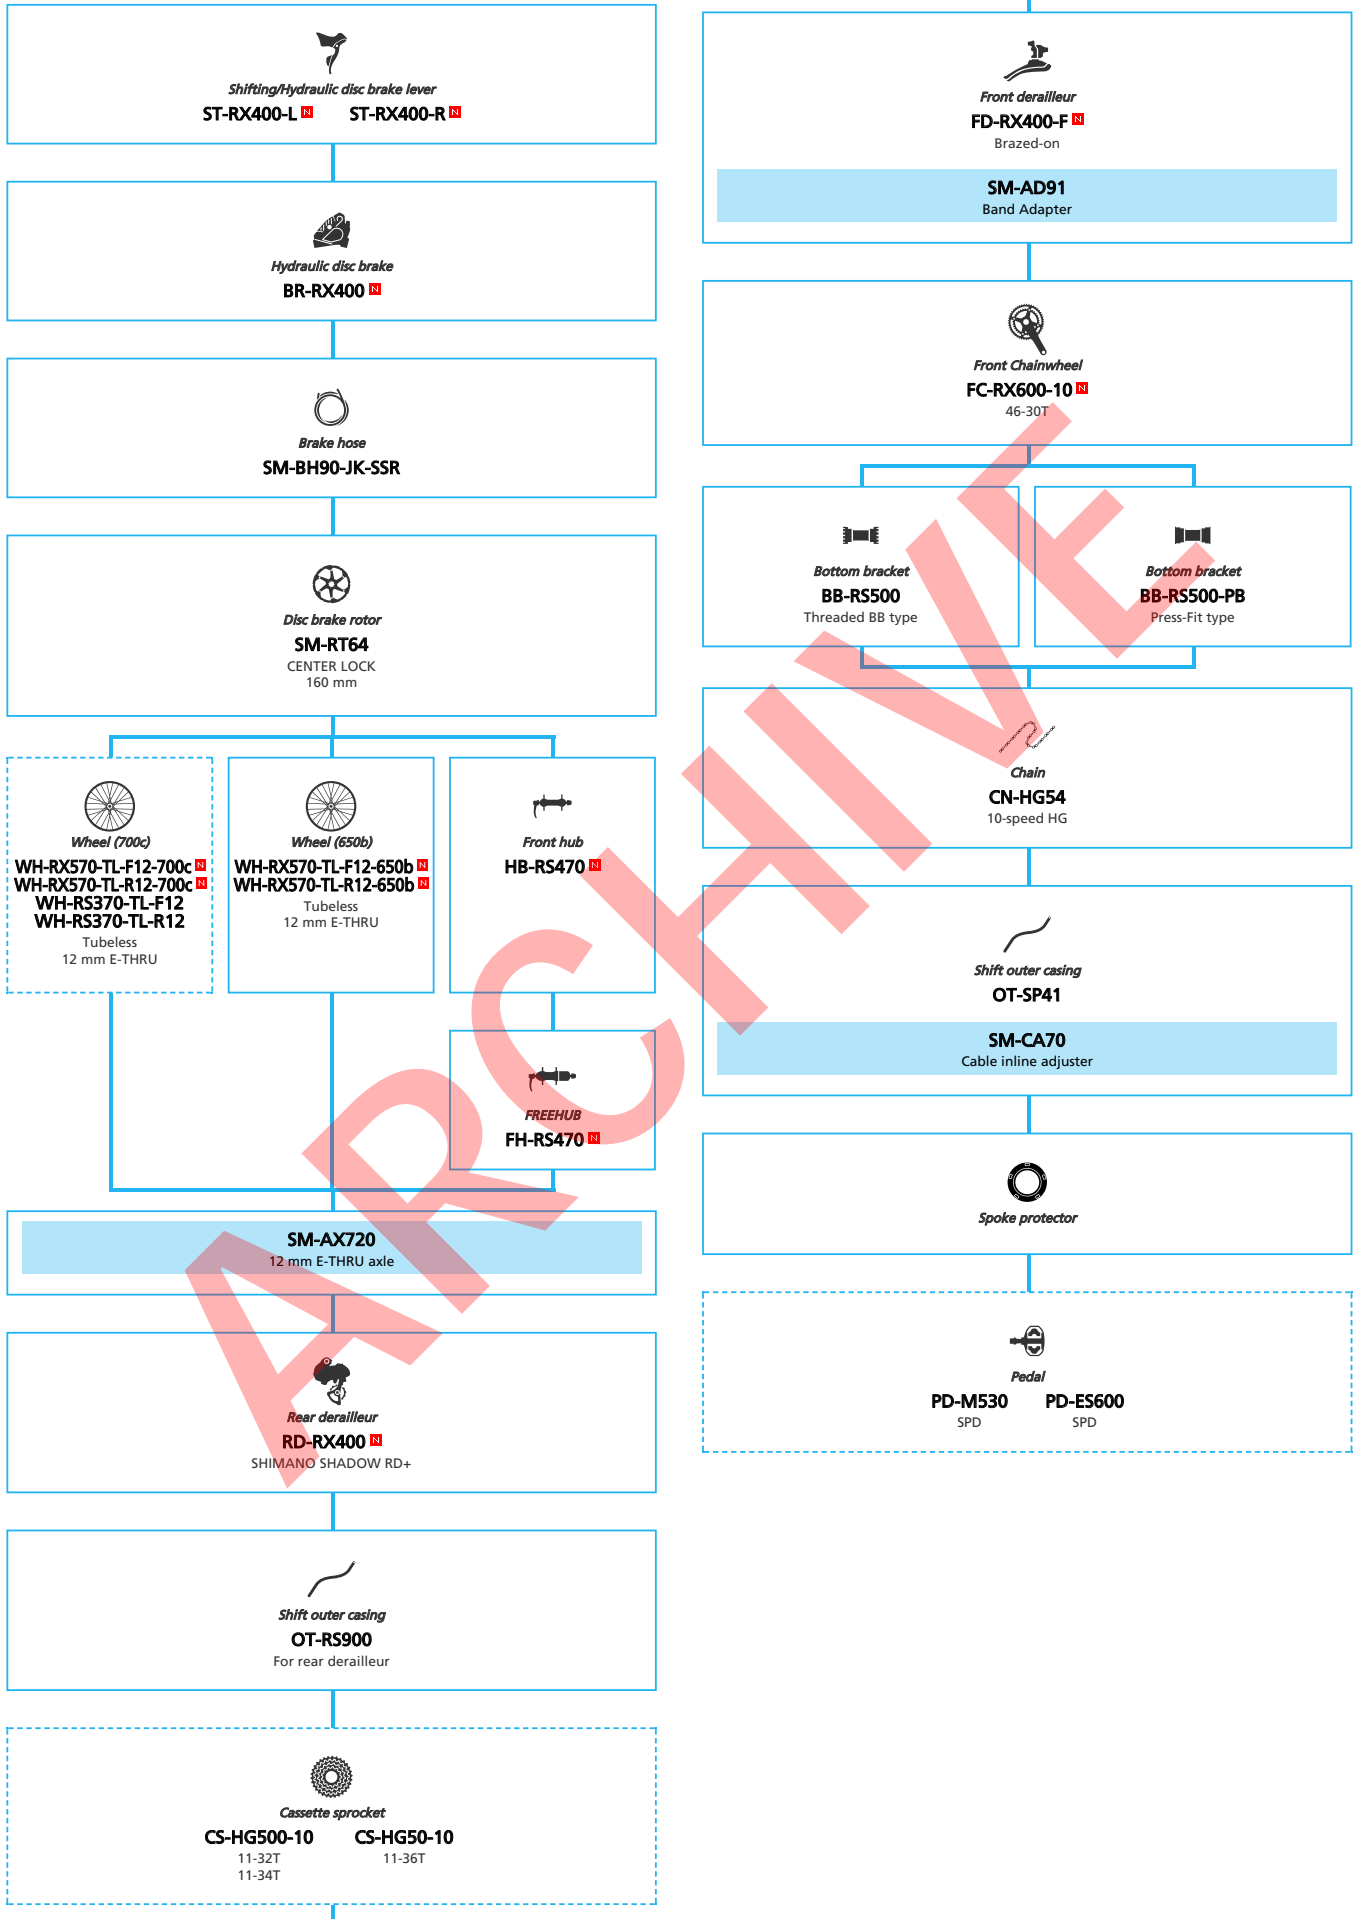 Shifting/Hydraulic disc brake lever
ST-RX400-L N ST-RX400-R N
Hydraulic disc brake
BR-RX400 N
Brake hose
SM-BH90-JK-SSR
Disc brake rotor
SM-RT64
CENTER LOCK
160 mm
Wheel (700c)
WH-RX570-TL-F12-700c N
WH-RX570-TL-R12-700c N
WH-RS370-TL-F12
WH-RS370-TL-R12
Tubeless
12 mm E-THRU
Wheel (650b)
WH-RX570-TL-F12-650b N
WH-RX570-TL-R12-650b N
Tubeless
12 mm E-THRU
Front hub
HB-RS470 N
FREEHUB
FH-RS470 N
SM-AX720
12 mm E-THRU axle
Rear derailleur
RD-RX400 N
SHIMANO SHADOW RD+
Shift outer casing
OT-RS900
For rear derailleur
Cassette sprocket
CS-HG500-10 CS-HG50-10
11-32T 11-36T
11-34T
Front derailleur
FD-RX400-F N
Brazed-on
SM-AD91
Band Adapter
Front Chainwheel
FC-RX600-10 N
46-30T
Bottom bracket
BB-RS500
Threaded BB type
Bottom bracket
BB-RS500-PB
Press-Fit type
Chain
CN-HG54
10-speed HG
Shift outer casing
OT-SP41
SM-CA70
Cable inline adjuster
Spoke protector
Pedal
PD-M530 PD-ES600
SPD SPD
ARCHIVE